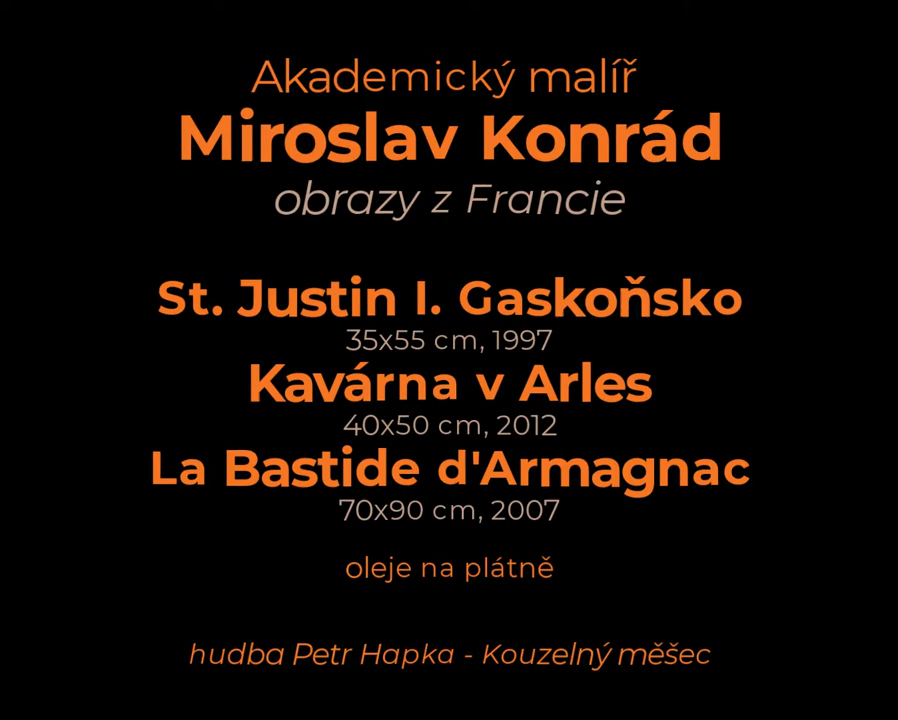 Akademický malíř
Miroslav Konrád
obrazy z Francie
St. Justin I. Gaskoňsko
35x55 cm, 1997
Kavárna v Arles
40x50 cm, 2012
La Bastide d'Armagnac
70x90 cm, 2007
oleje na plátně
hudba Petr Hapka - Kouzelný měšec